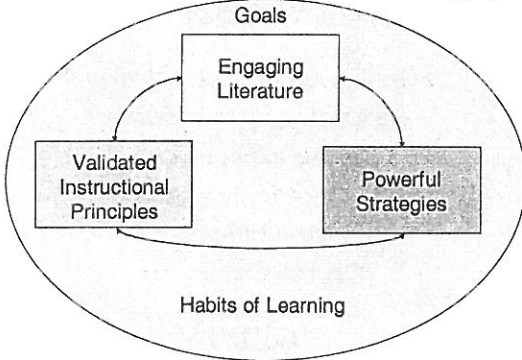 Goals
Engaging
Literature
Validated
Instructional
Principles
Powerful
Strategies
Habits of Learning